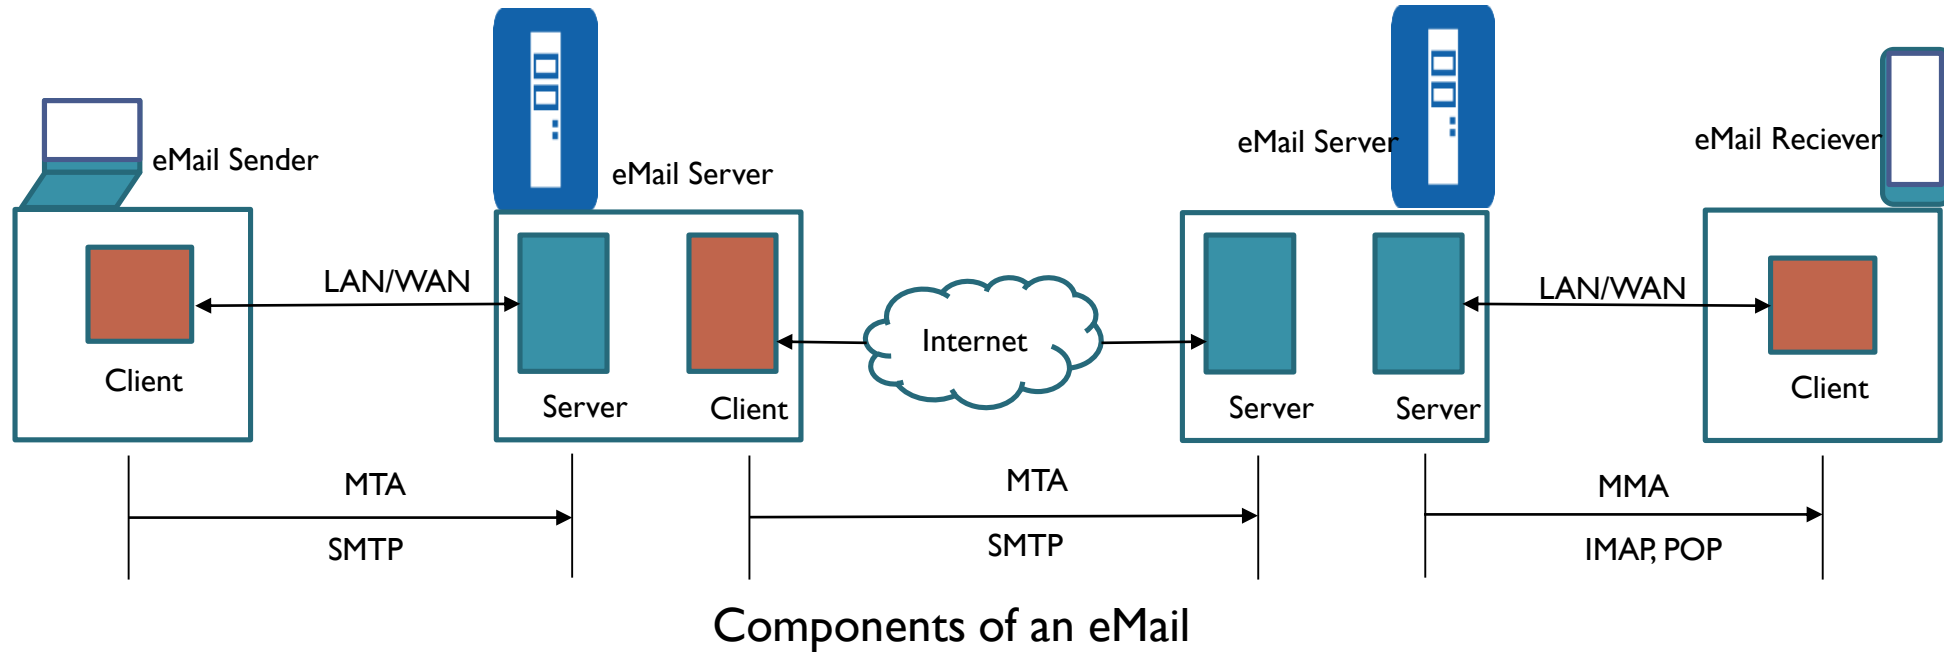 eMail Sender
eMail Server
eMail Server
eMail Reciever
LAN/WAN
Internet
LAN/WAN
Client
Server
Client
Server
Server
Client
MTA
SMTP
MTA
SMTP
MMA
IMAP, POP
Components of an eMail